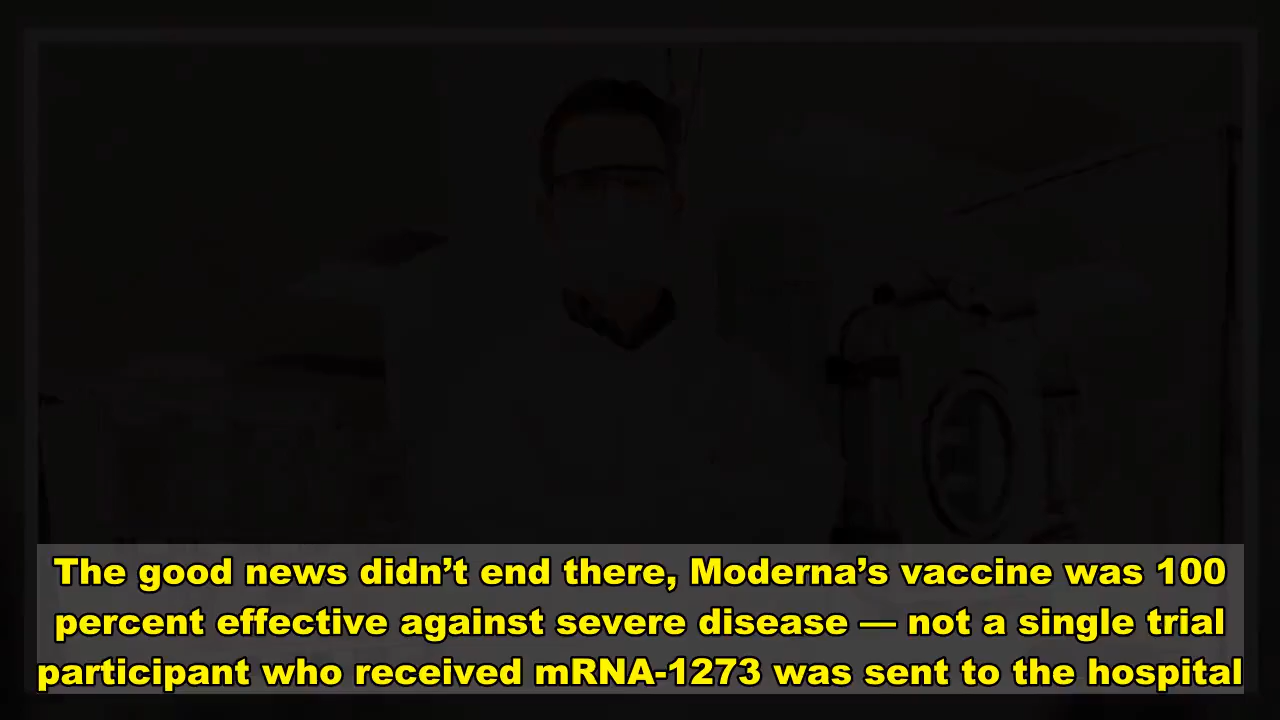 The good news didn’t end there, Moderna’s vaccine was 100
percent effective against severe disease — not a single trial
participant who received mRNA-1273 was sent to the hospital